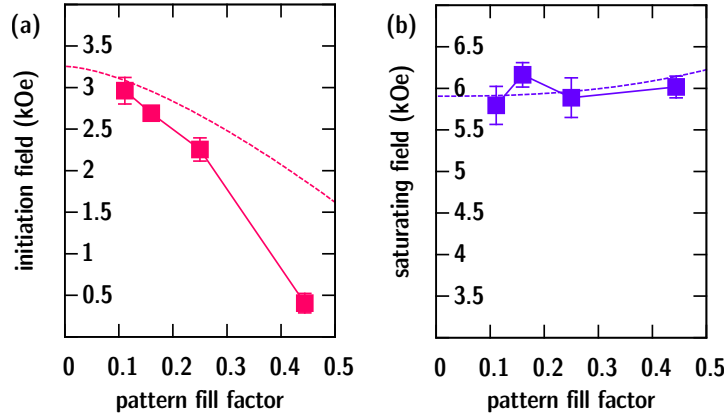 (a)
initiation field (kOe)
3.5
3
2.5
2
1.5
1
0.5
0 0.1 0.2 0.3 0.4 0.5
pattern fill factor
(b)
saturating field (kOe)
6.5
6
5.5
5
4.5
4
3.5
0 0.1 0.2 0.3 0.4 0.5
pattern fill factor